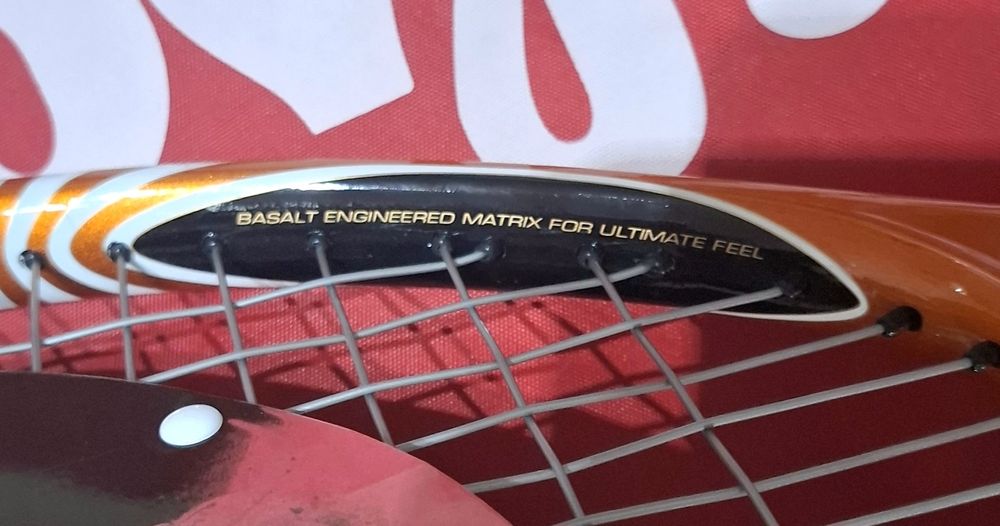 BASALT ENGINEERED MATRIX FOR ULTIMATE FEEL